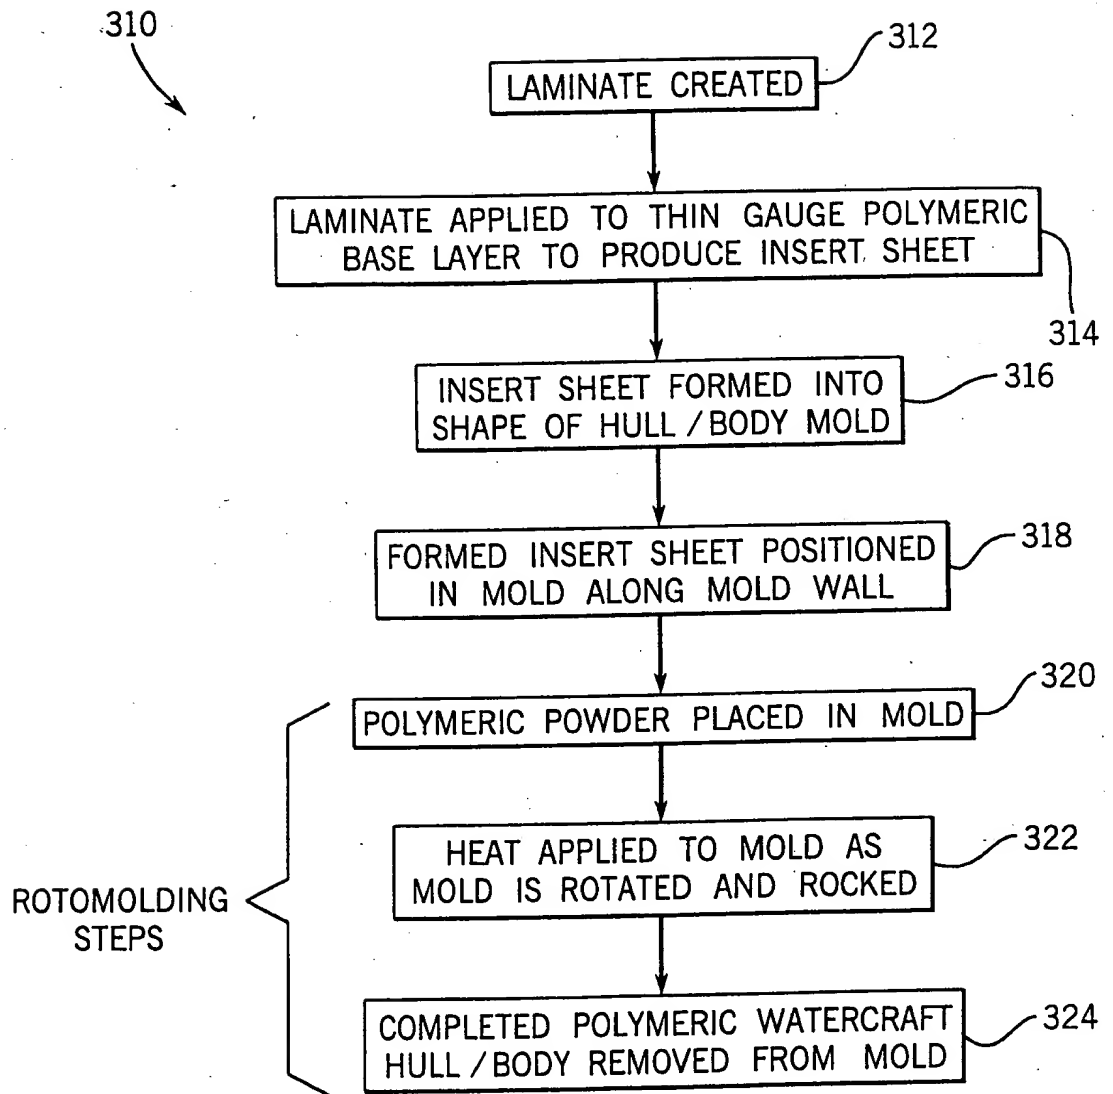 310
312
LAMINATE CREATED
LAMINATE APPLIED TO THIN GAUGE POLYMERIC
BASE LAYER TO PRODUCE INSERT SHEET
314
INSERT SHEET FORMED INTO
SHAPE OF HULL / BODY MOLD
316
FORMED INSERT SHEET POSITIONED
IN MOLD ALONG MOLD WALL
318
320
POLYMERIC POWDER PLACED IN MOLD
HEAT APPLIED TO MOLD AS
MOLD IS ROTATED AND ROCKED
322
ROTOMOLDING
STEPS
COMPLETED POLYMERIC WATERCRAFT
HULL / BODY REMOVED FROM MOLD
324